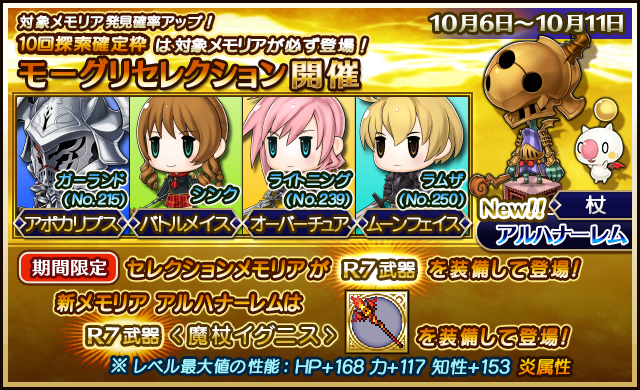 対象メモリア発見確率アップ！
10月6日～10月11日
10回探索確定枠 は対象メモリアが必ず登場！
モーグリセレクション開催
ガーランド
(No.215)
アポカリプス
シンク
バトルメイス
ライトニング
(No.239)
オーバーチュア
ラムザ
(No.250)
ムーンフェイス
New!! 杖
アルハナーレム
期間限定 セレクションメモリアが R7武器 を装備して登場！
新メモリア アルハナーレムは
R7武器 ＜魔杖イグニス＞ を装備して登場！
※レベル最大値の性能：HP+168 力+117 知性+153 炎属性